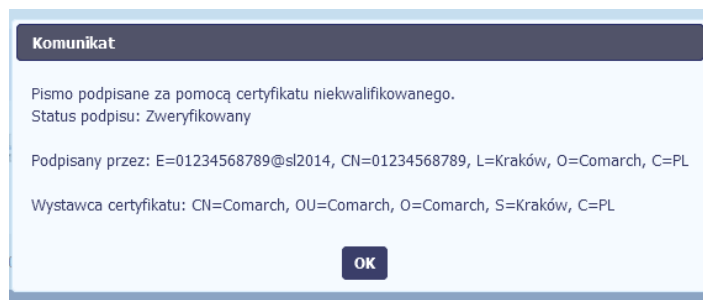 Komunikat
Pismo podpisane za pomocą certyfikatu niekwalifikowanego.
Status podpisu: Zweryfikowany
Podpisany przez: E=01234568789@sl2014, CN=01234568789, L=Kraków, O=Comarch, C=PL
Wystawca certyfikatu: CN=Comarch, OU=Comarch, O=Comarch, S=Kraków, C=PL
OK